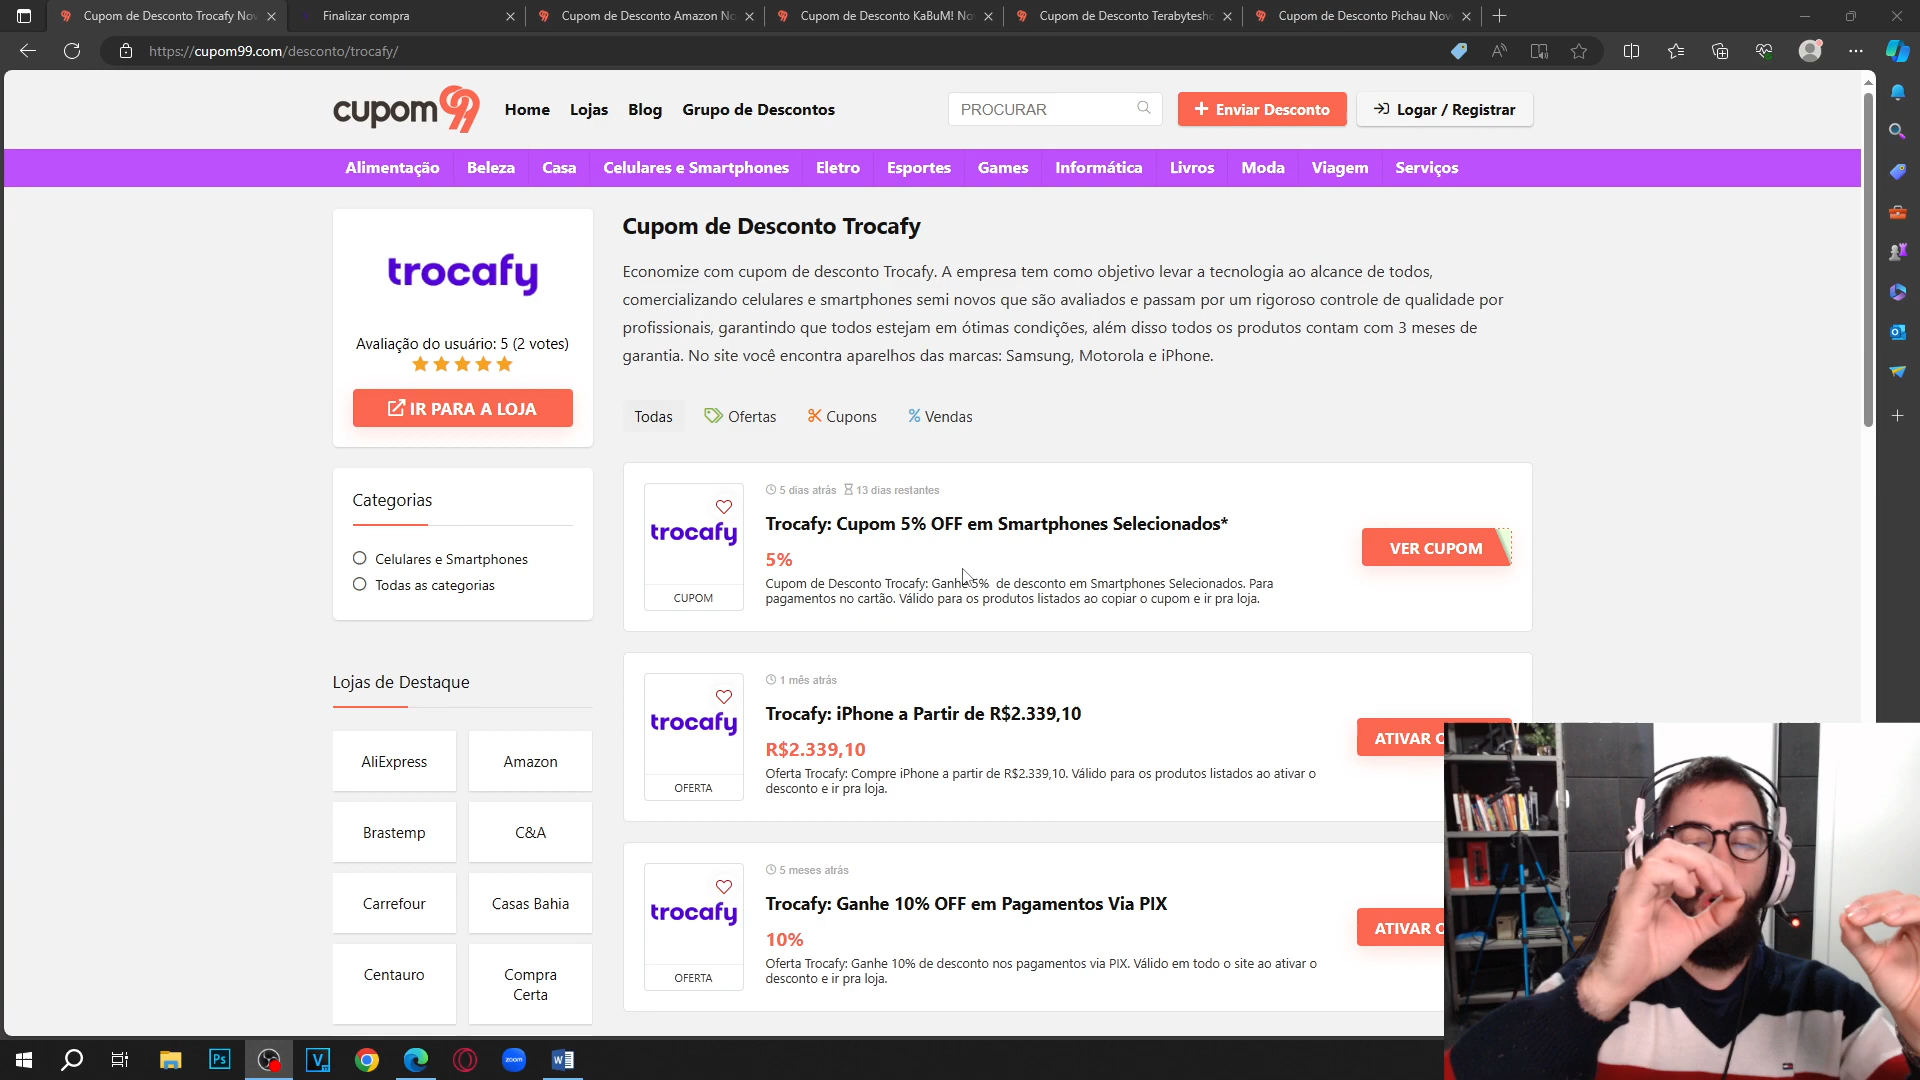 Cupom de Desconto Trocafy Nov
Finalizar compra
Cupom de Desconto Amazon No
Cupom de Desconto KaBuM! No
Cupom de Desconto Terabytesho
Cupom de Desconto Pichau Nov
https://cupom99.com/desconto/trocafy/
cupom99
Home
Lojas
Blog
Grupo de Descontos
PROCURAR
+ Enviar Desconto
Logar / Registrar
Alimentação
Beleza
Casa
Celulares e Smartphones
Eletro
Esportes
Games
Informática
Livros
Moda
Viagem
Serviços
trocafy
Avaliação do usuário: 5 (2 votes)
IR PARA A LOJA
Categorias
Celulares e Smartphones
Todas as categorias
Lojas de Destaque
AliExpress
Amazon
Brastemp
C&A
Carrefour
Casas Bahia
Centauro
Compra
Certa
Cupom de Desconto Trocafy
Economize com cupom de desconto Trocafy. A empresa tem como objetivo levar a tecnologia ao alcance de todos,
comercializando celulares e smartphones semi novos que são avaliados e passam por um rigoroso controle de qualidade por
profissionais, garantindo que todos estejam em ótimas condições, além disso todos os produtos contam com 3 meses de
garantia. No site você encontra aparelhos das marcas: Samsung, Motorola e iPhone.
Todas
Ofertas
Cupons
% Vendas
trocafy
CUPOM
5 dias atrás
13 dias restantes
Trocafy: Cupom 5% OFF em Smartphones Selecionados*
5%
Cupom de Desconto Trocafy: Ganhe 5% de desconto em Smartphones Selecionados. Para
pagamentos no cartão. Válido para os produtos listados ao copiar o cupom e ir pra loja.
VER CUPOM
trocafy
OFERTA
1 mês atrás
Trocafy: iPhone a Partir de R$2.339,10
R$2.339,10
Oferta Trocafy: Compre iPhone a partir de R$2.339,10. Válido para os produtos listados ao ativar o
desconto e ir pra loja.
ATIVAR
trocafy
OFERTA
5 meses atrás
Trocafy: Ganhe 10% OFF em Pagamentos Via PIX
10%
Oferta Trocafy: Ganhe 10% de desconto nos pagamentos via PIX. Válido em todo o site ao ativar o
desconto e ir pra loja.
ATIVAR
Ps
V
zoom
W